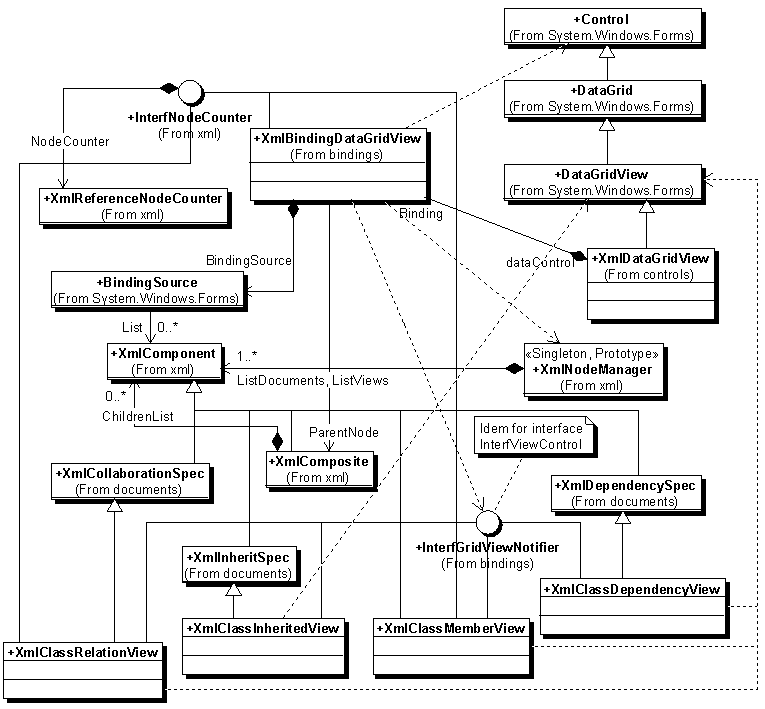 +Control
(From System.Windows.Forms)
+DataGrid
(From System.Windows.Forms)
+InterfNodeCounter
(From xml)
NodeCounter
+XmlBindingDataGridView
(From bindings)
+DataGridView
(From System.Windows.Forms)
+XmlReferenceNodeCounter
(From xml)
Binding
BindingSource
dataControl
+XmlDataGridView
(From controls)
+BindingSource
(From System.Windows.Forms)
List 0..*
+XmlComponent
(From xml)
1..*
ListDocuments, ListViews
«Singleton, Prototype»
+XmlNodeManager
(From xml)
0..*
ChildrenList
ParentNode
Idem for interface
InterfViewControl
+XmlCollaborationSpec
(From documents)
+XmlComposite
(From xml)
+XmlDependencySpec
(From documents)
+InterfGridViewNotifier
(From bindings)
+XmlInheritSpec
(From documents)
+XmlClassDependencyView
+XmlClassInheritedView
+XmlClassMemberView
+XmlClassRelationView